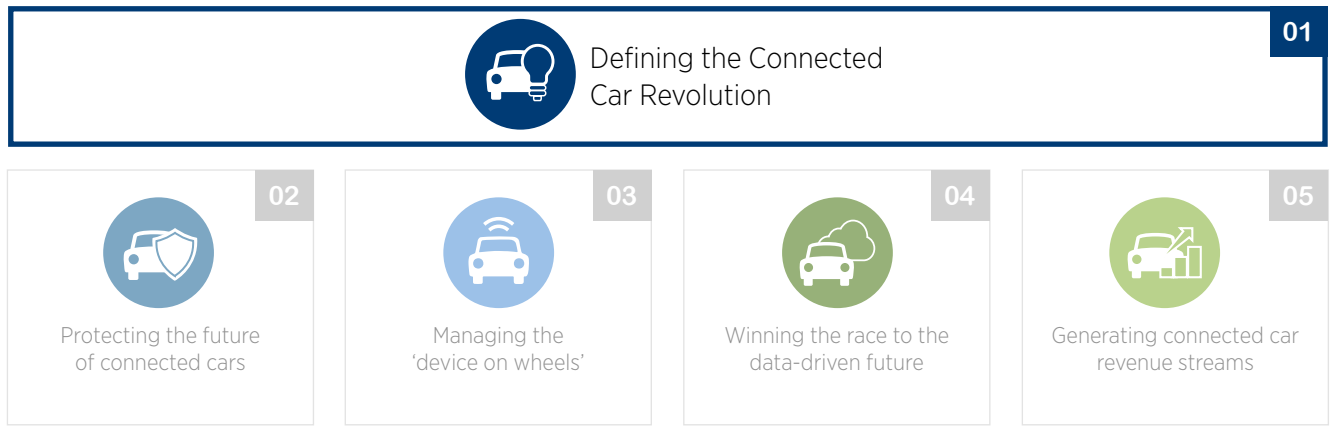 01
Defining the Connected
Car Revolution
02
Protecting the future
of connected cars
03
Managing the
‘device on wheels’
04
Winning the race to the
data-driven future
05
Generating connected car
revenue streams